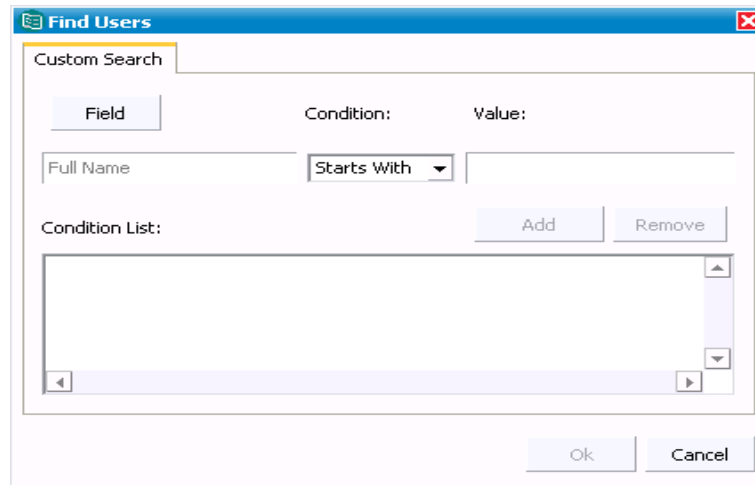 Find Users
Custom Search
Field Condition: Value:
Full Name Starts With
Condition List: Add Remove
Ok Cancel